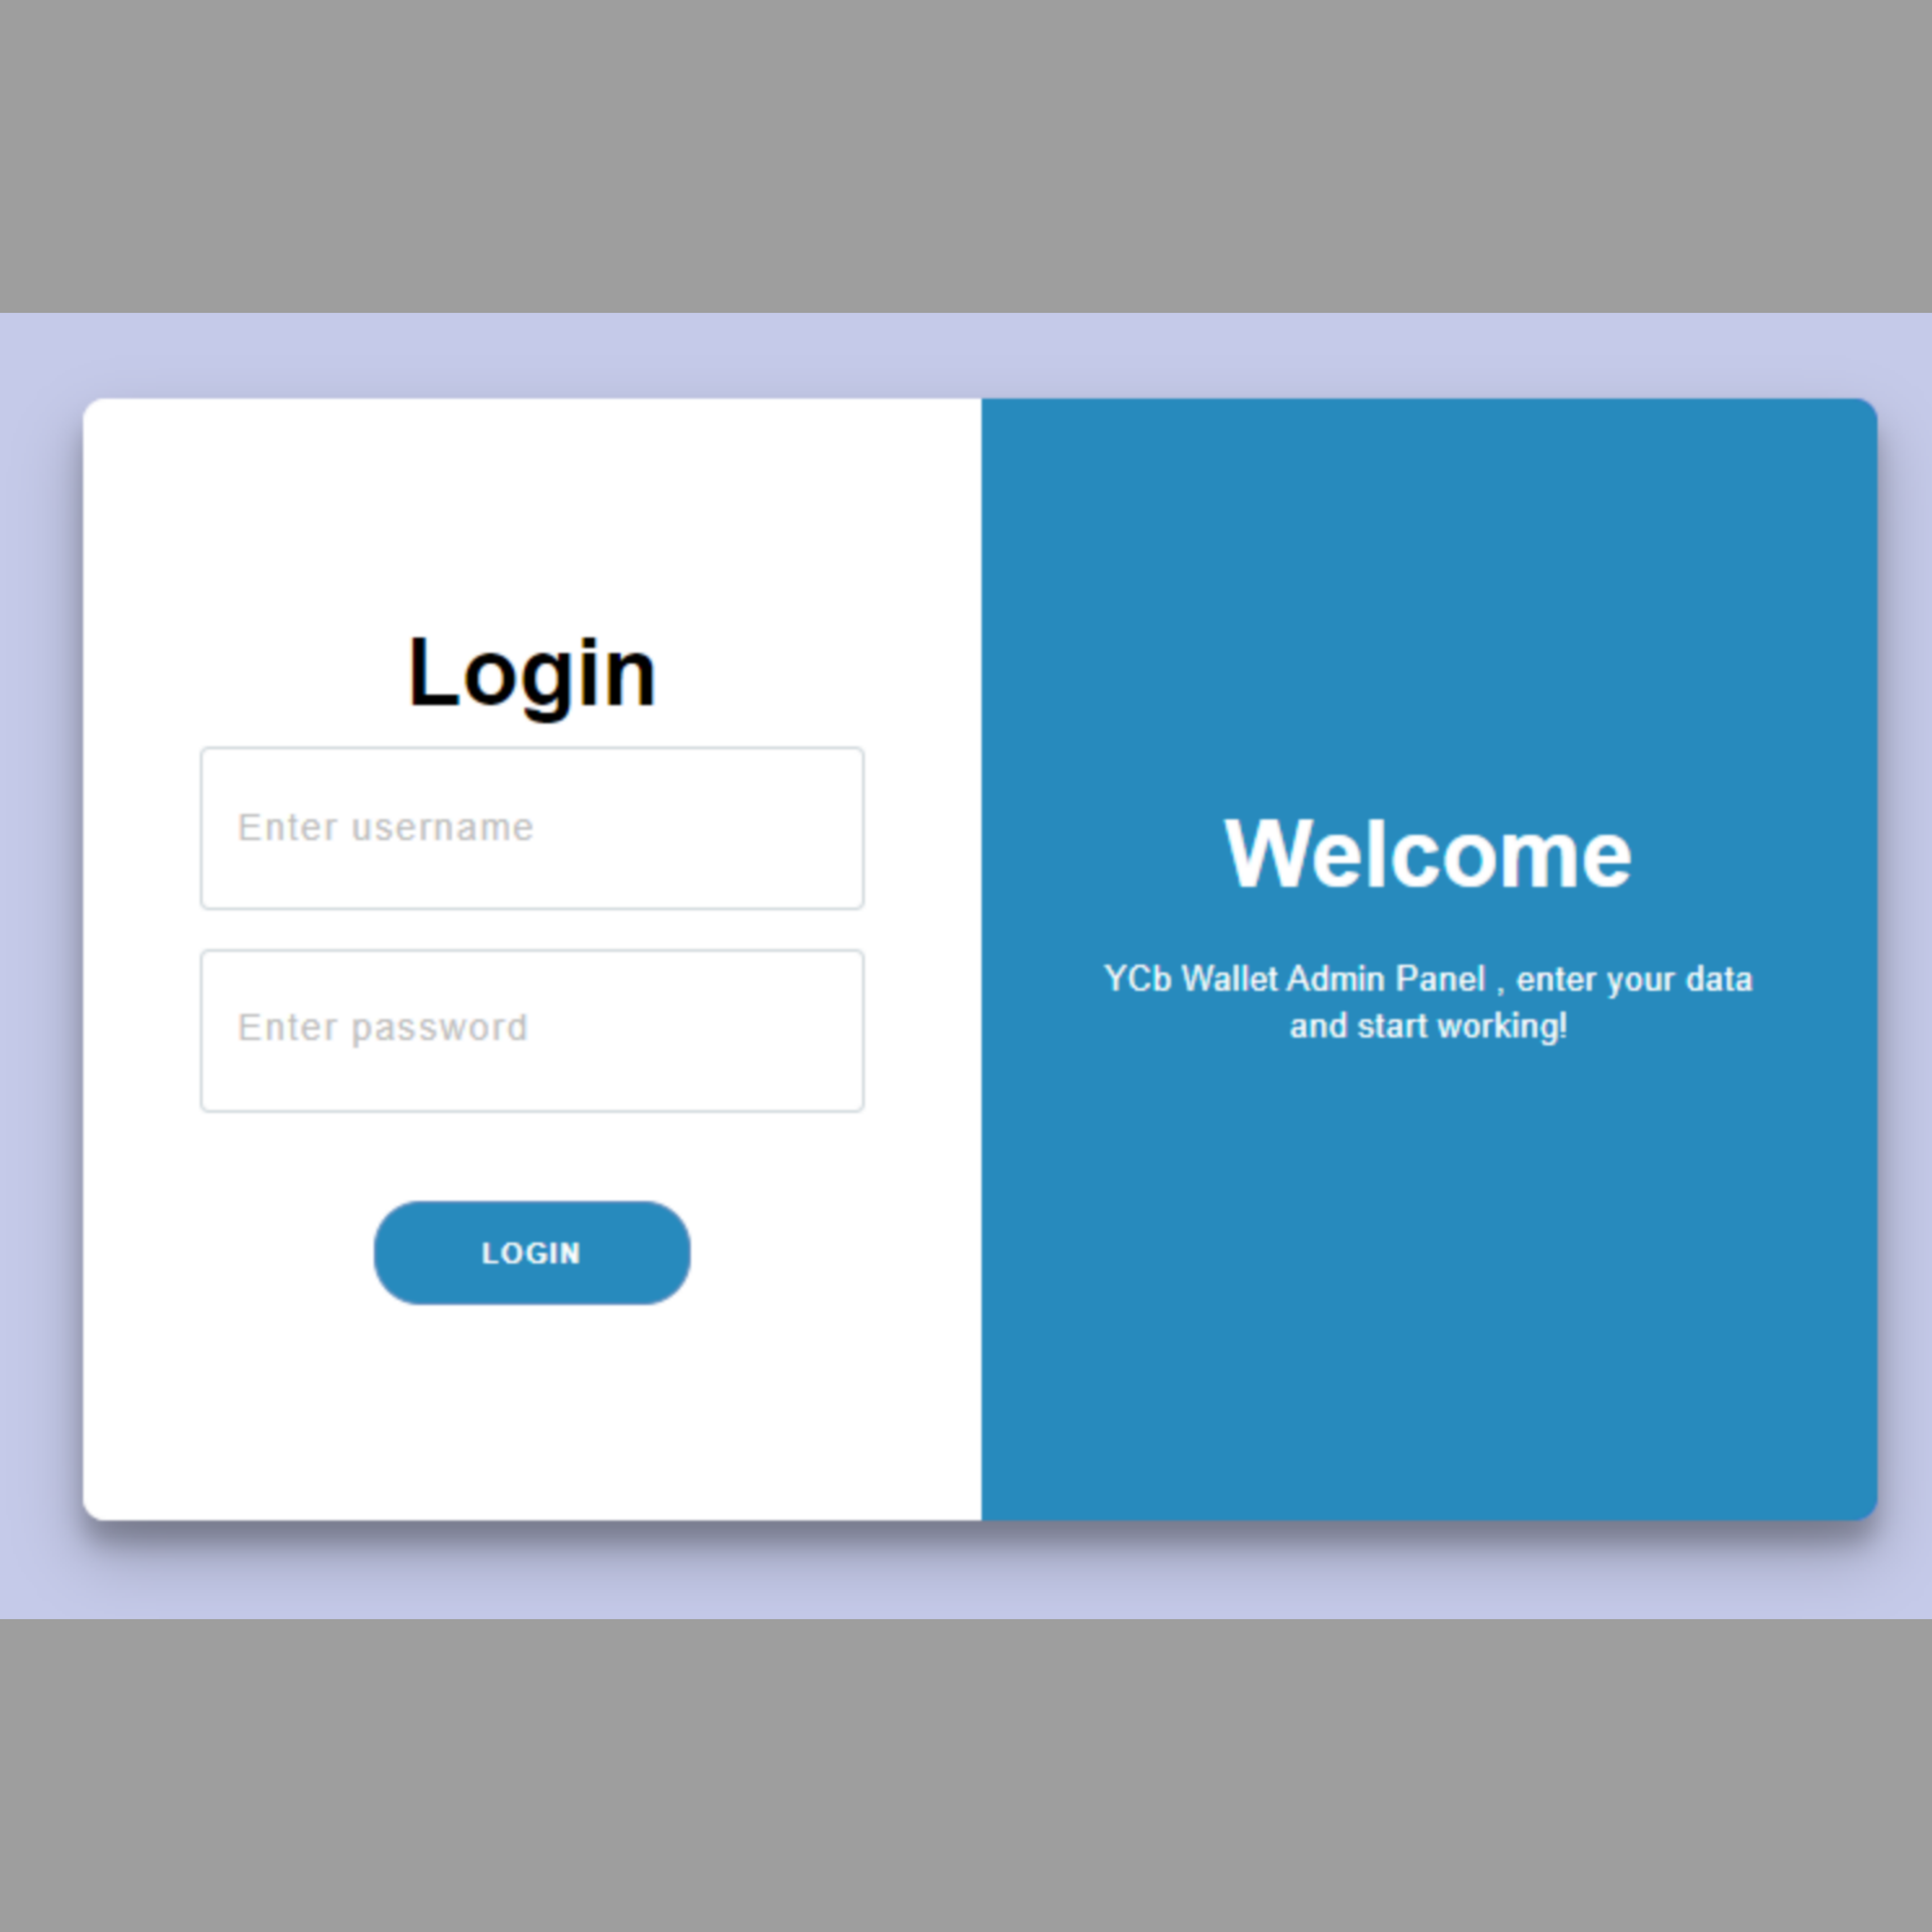 Login
Enter username
Enter password
LOGIN
Welcome
YCb Wallet Admin Panel , enter your data
and start working!